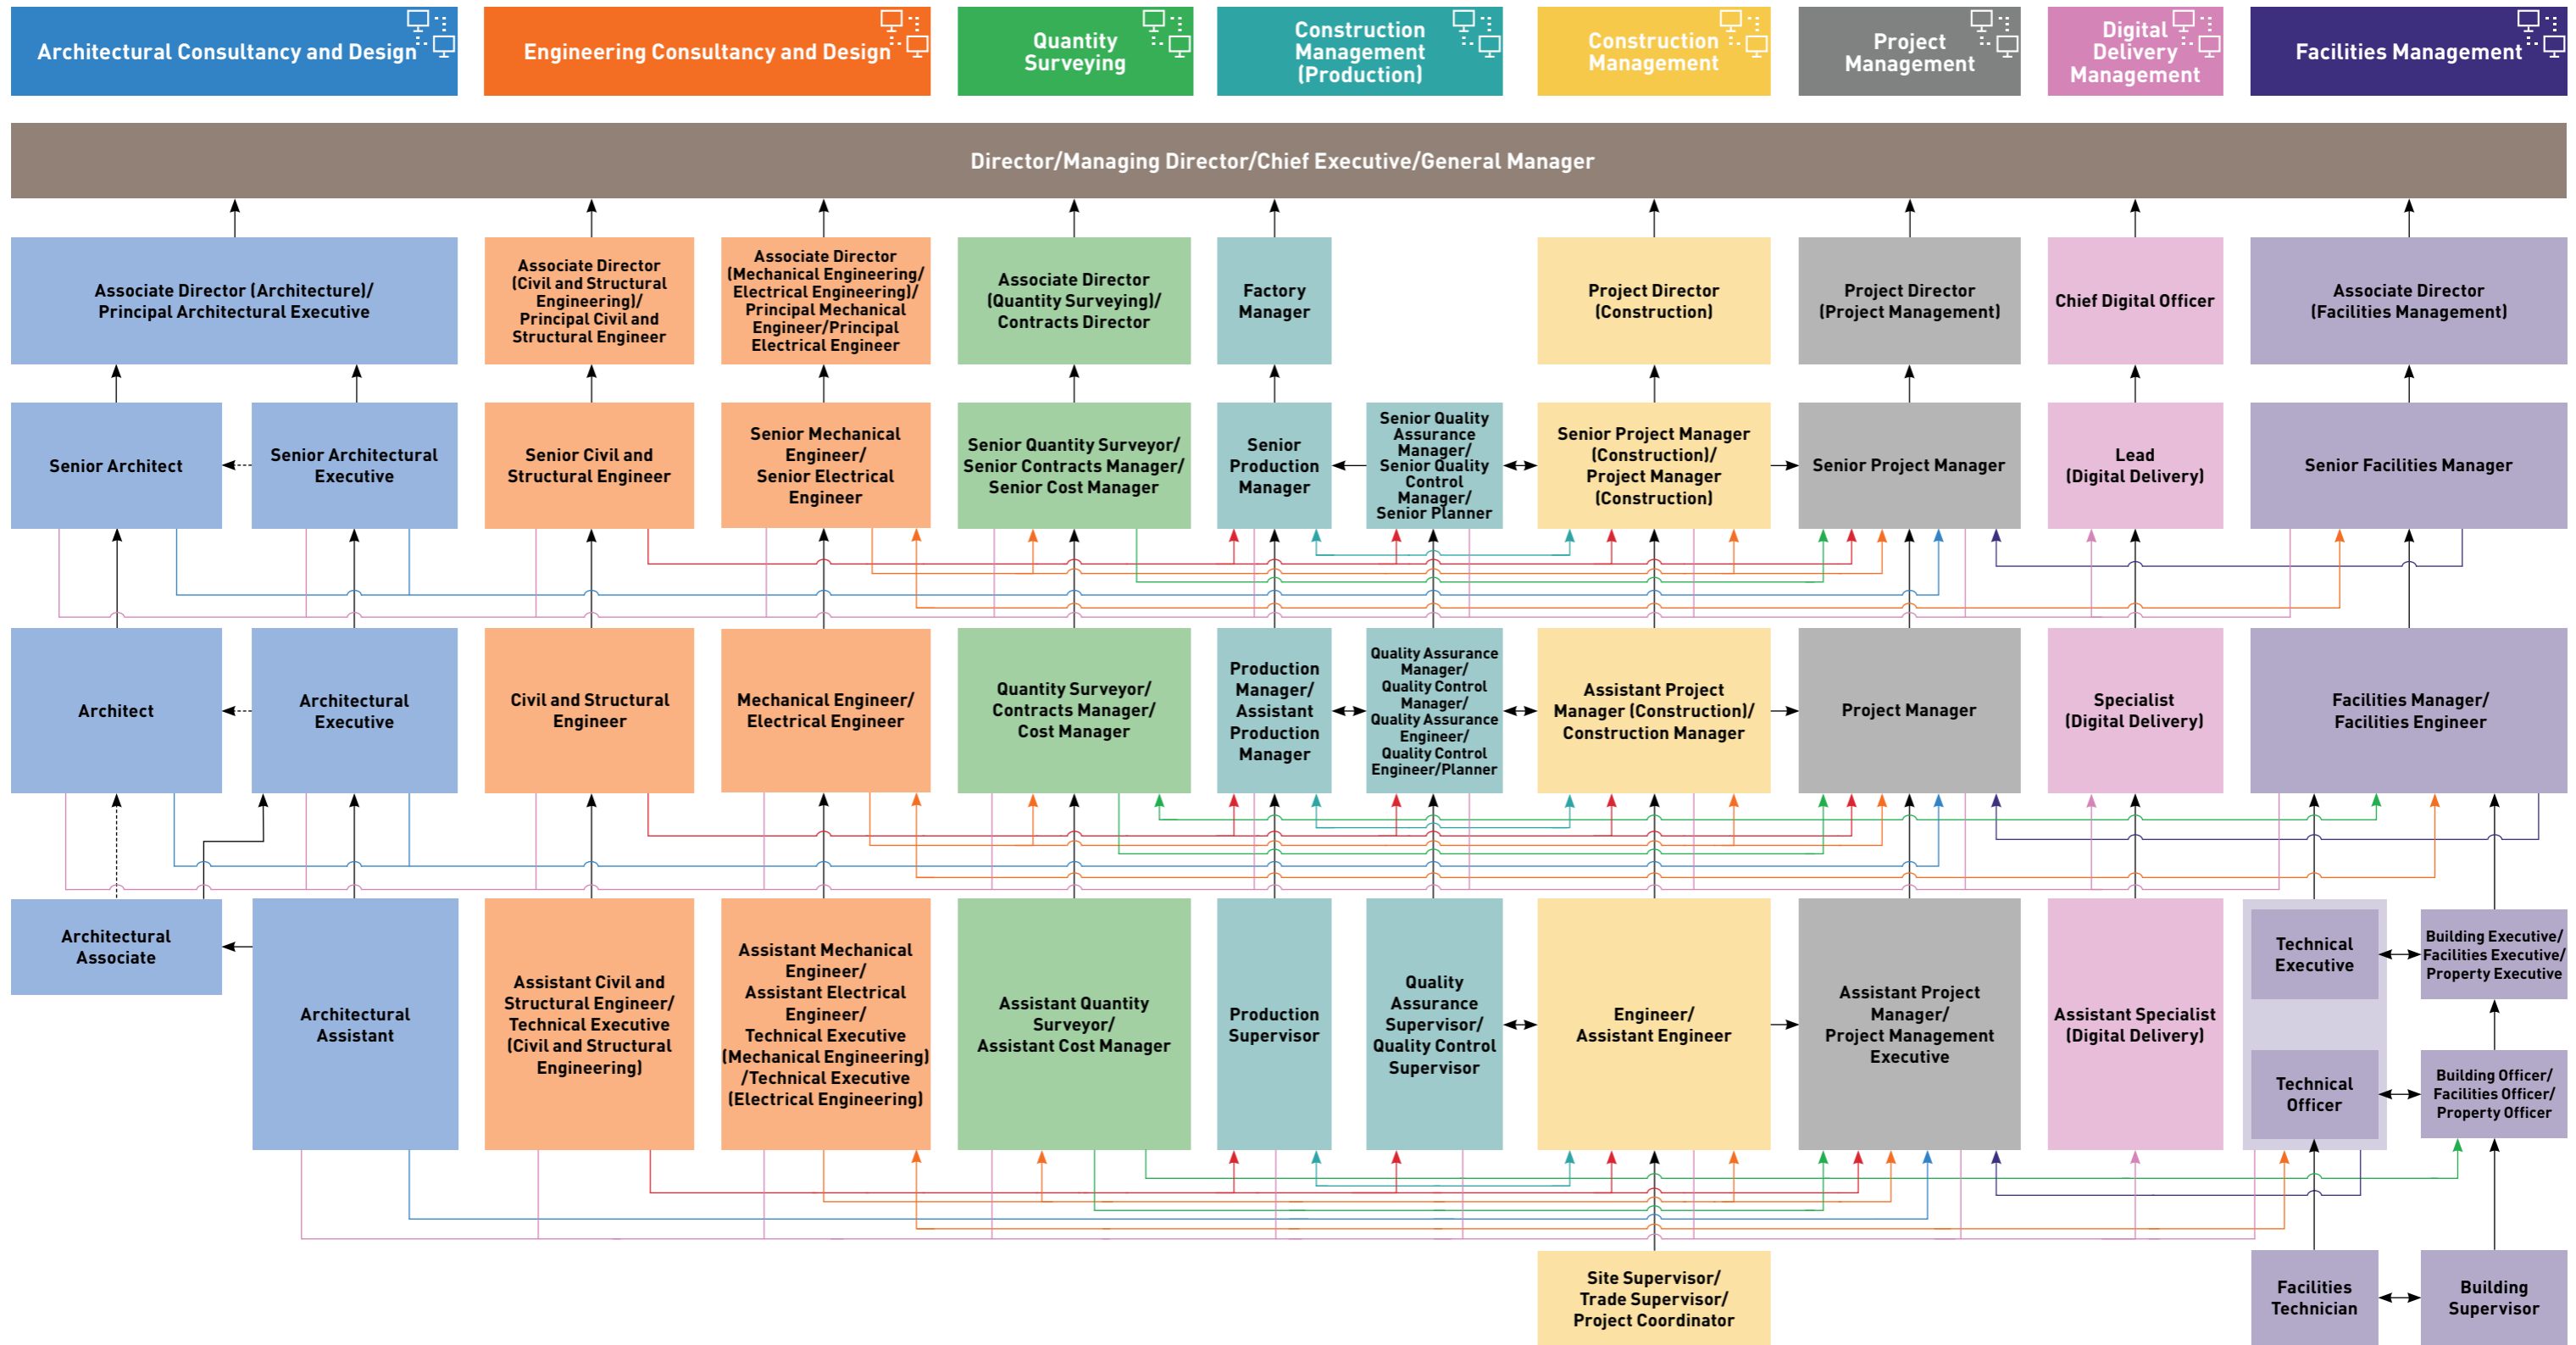 Architectural Consultancy and Design
Engineering Consultancy and Design
Quantity
Surveying
Construction
Management
(Production)
Construction
Management
Project
Management
Digital
Delivery
Management
Facilities Management
Director/Managing Director/Chief Executive/General Manager
Associate Director (Architecture)/
Principal Architectural Executive
Associate Director
(Civil and Structural
Engineering)/
Principal Civil and
Structural Engineer
Associate Director
(Mechanical Engineering/
Electrical Engineering)/
Principal Mechanical
Engineer/Principal
Electrical Engineer
Associate Director
(Quantity Surveying)/
Contracts Director
Factory
Manager
Project Director
(Construction)
Project Director
(Project Management)
Chief Digital Officer
Associate Director
(Facilities Management)
Senior Architect
Senior Architectural
Executive
Senior Civil and
Structural Engineer
Senior Mechanical
Engineer/
Senior Electrical
Engineer
Senior Quantity Surveyor/
Senior Contracts Manager/
Senior Cost Manager
Senior
Production
Manager
Senior Quality
Assurance
Manager/
Senior Quality
Control
Manager/
Senior Planner
Senior Project Manager
(Construction)/
Project Manager
(Construction)
Senior Project Manager
Lead
(Digital Delivery)
Senior Facilities Manager
Architect
Architectural
Executive
Civil and Structural
Engineer
Mechanical Engineer/
Electrical Engineer
Quantity Surveyor/
Contracts Manager/
Cost Manager
Production
Manager/
Assistant
Production
Manager
Quality Assurance
Manager/
Quality Control
Manager/
Quality Assurance
Engineer/
Quality Control
Engineer/Planner
Assistant Project
Manager (Construction)/
Construction Manager
Project Manager
Specialist
(Digital Delivery)
Facilities Manager/
Facilities Engineer
Architectural
Associate
Architectural
Assistant
Assistant Civil and
Structural Engineer/
Technical Executive
(Civil and Structural
Engineering)
Assistant Mechanical
Engineer/
Assistant Electrical
Engineer/
Technical Executive
(Mechanical Engineering)
/Technical Executive
(Electrical Engineering)
Assistant Quantity
Surveyor/
Assistant Cost Manager
Production
Supervisor
Quality
Assurance
Supervisor/
Quality Control
Supervisor
Engineer/
Assistant Engineer
Assistant Project
Manager/
Project Management
Executive
Assistant Specialist
(Digital Delivery)
Technical
Executive
Building Executive/
Facilities Executive/
Property Executive
Technical
Officer
Building Officer/
Facilities Officer/
Property Officer
Site Supervisor/
Trade Supervisor/
Project Coordinator
Facilities
Technician
Building
Supervisor